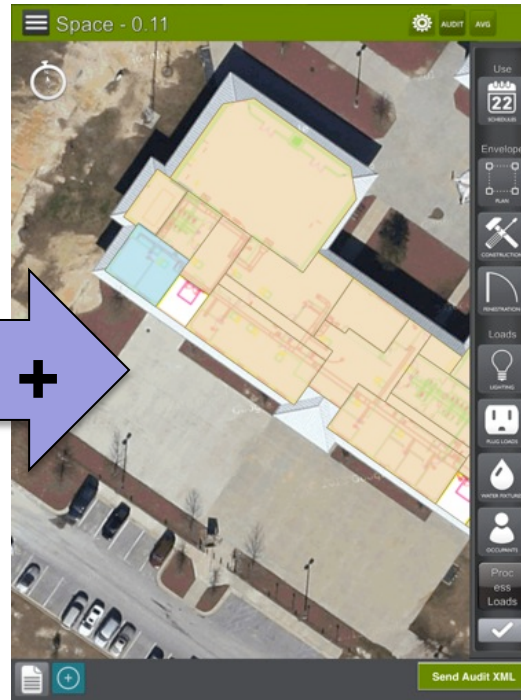 Space - 0.11
AUDIT
AVG
Use
22
SCHEDULES
Envelope
PLAN
CONSTRUCTION
FENESTRATION
Loads
LIGHTING
PLUG LOADS
WATER FIXTURES
OCCUPANTS
Proc
ess
Loads
+
Send Audit XML